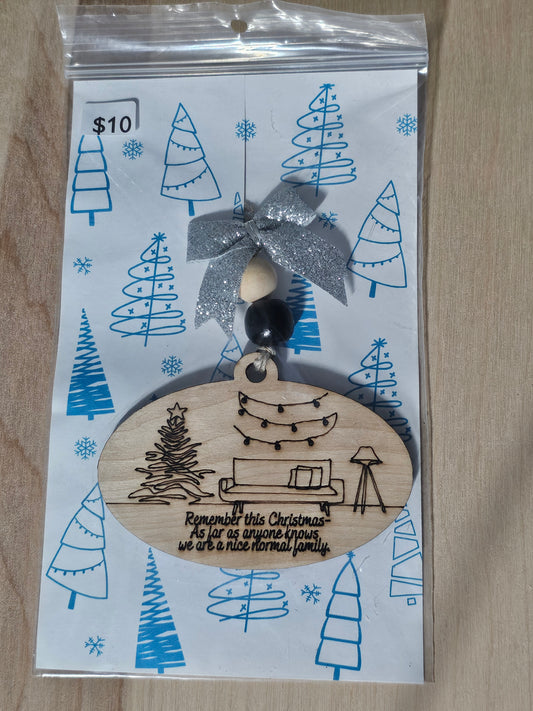 $10
Remember this Christmas-
As far as anyone knows,
we are a nice normal family.